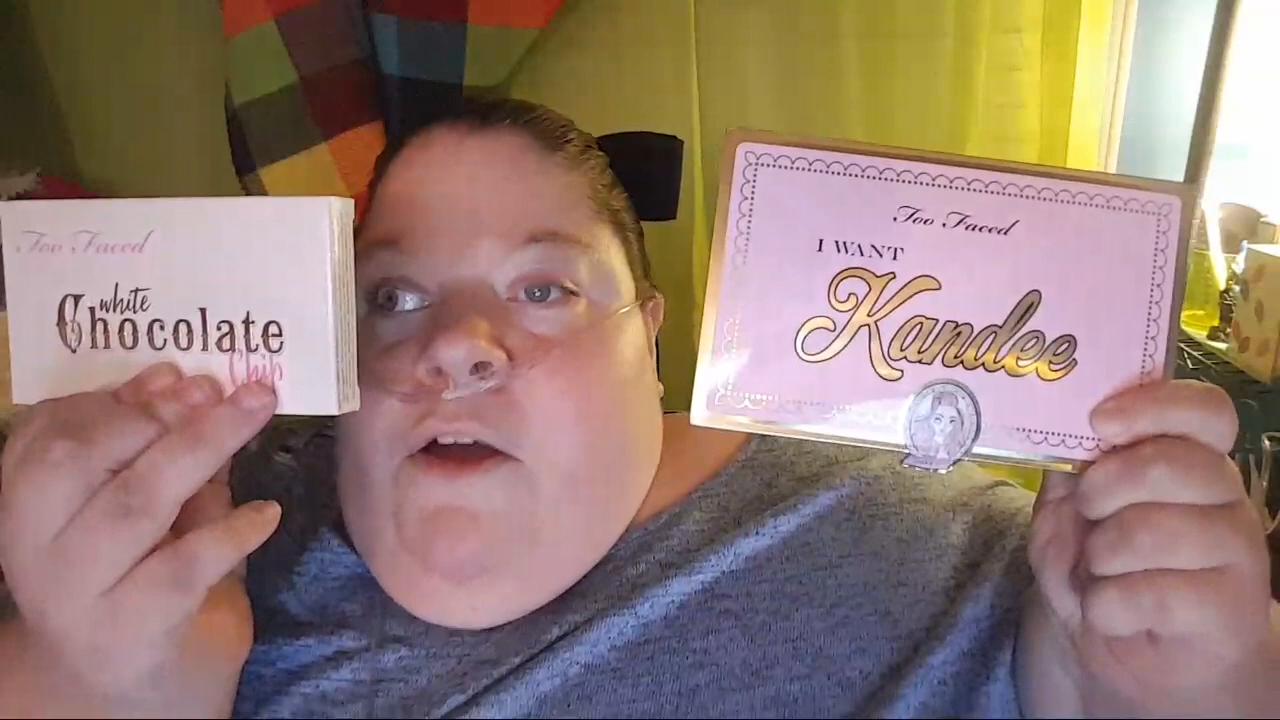 Too Faced
white
Chocolate
Chip
Too Faced
I WANT
Kandee